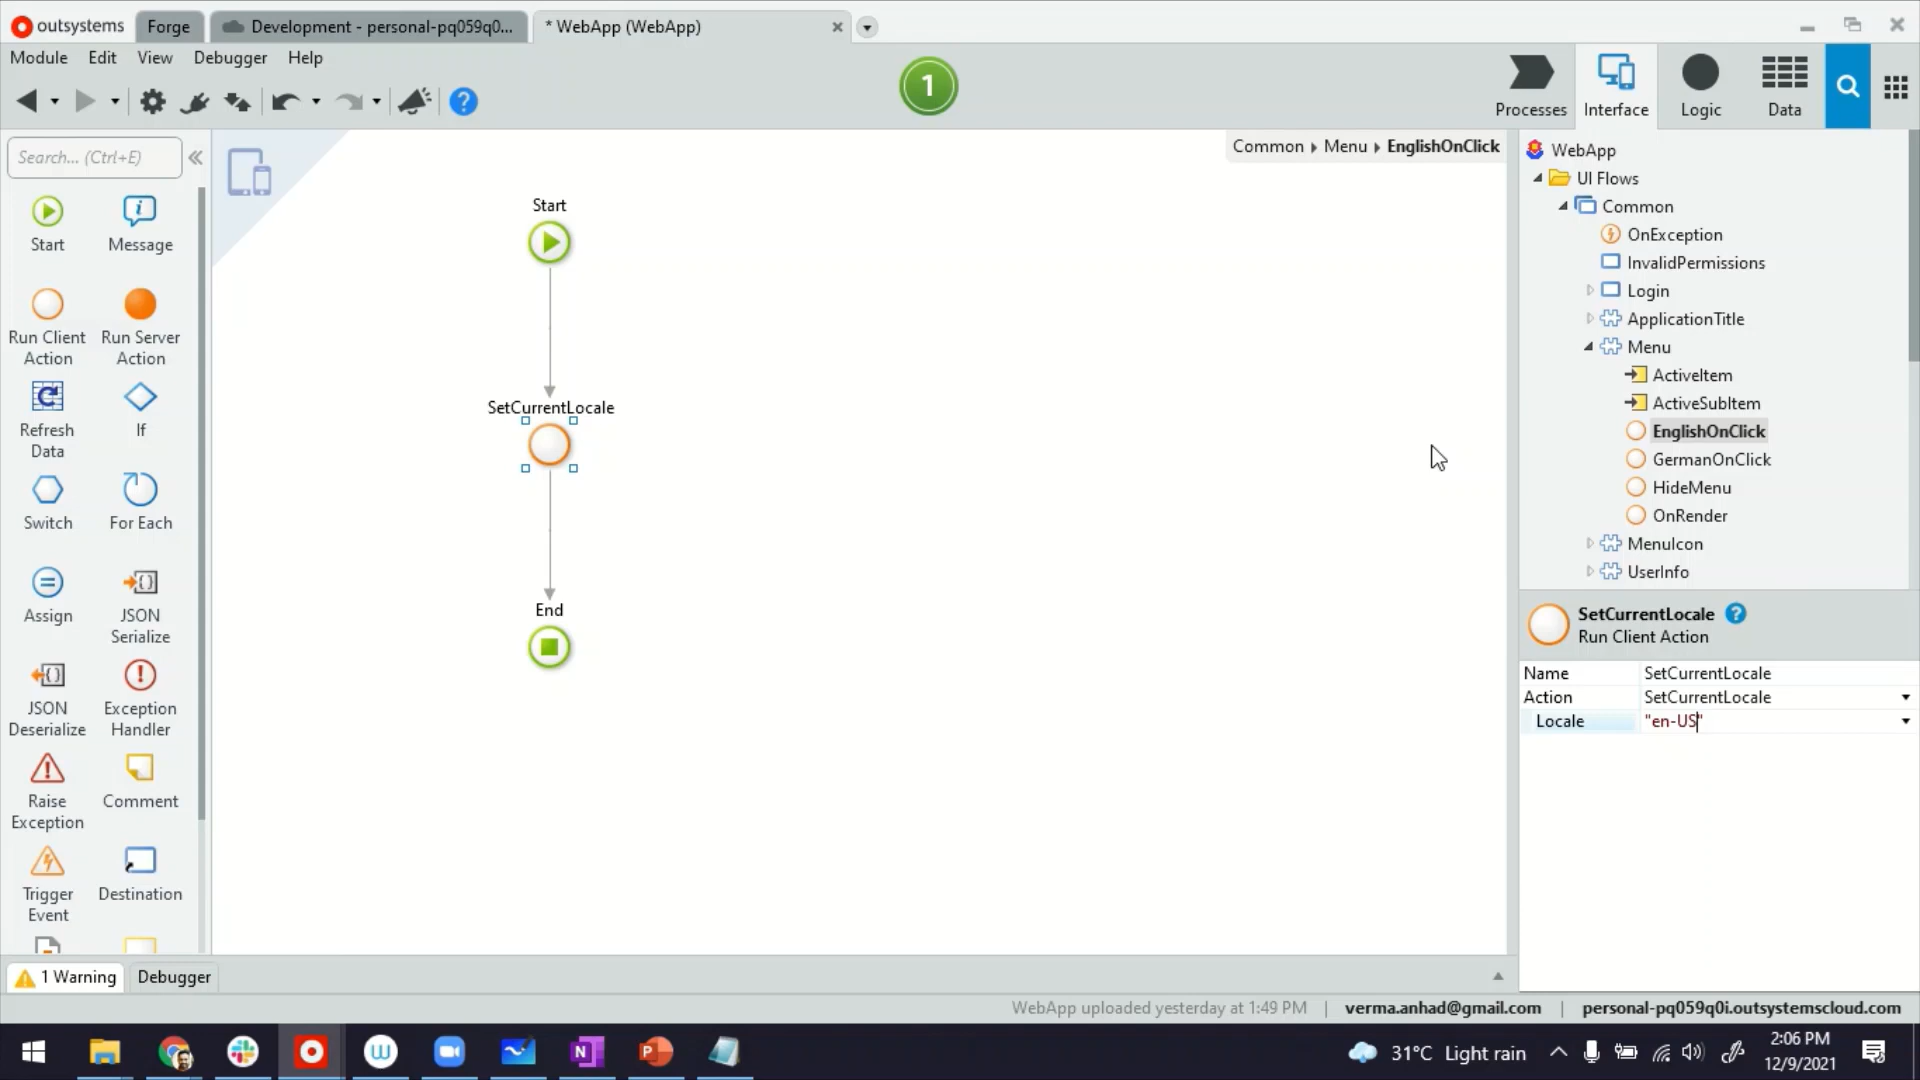 outsystems
Forge
Development - personal-pq059q0...
* WebApp (WebApp)
Module
Edit
View
Debugger
Help
1
Processes
Interface
Logic
Data
Search... (Ctrl+E)
Start
Message
Run Client Action
Run Server Action
Refresh Data
If
Switch
For Each
Assign
JSON Serialize
JSON Deserialize
Exception Handler
Raise Exception
Comment
Trigger Event
Destination
Common
Menu
EnglishOnClick
Start
SetCurrentLocale
End
WebApp
UI Flows
Common
OnException
InvalidPermissions
Login
ApplicationTitle
Menu
ActiveItem
ActiveSubItem
EnglishOnClick
GermanOnClick
HideMenu
OnRender
MenuIcon
UserInfo
SetCurrentLocale
Run Client Action
Name SetCurrentLocale
Action SetCurrentLocale
Locale "en-US"
1 Warning
Debugger
WebApp uploaded yesterday at 1:49 PM
verma.anhad@gmail.com
personal-pq059q0i.outsystemscloud.com
31°C Light rain
2:06 PM
12/9/2021